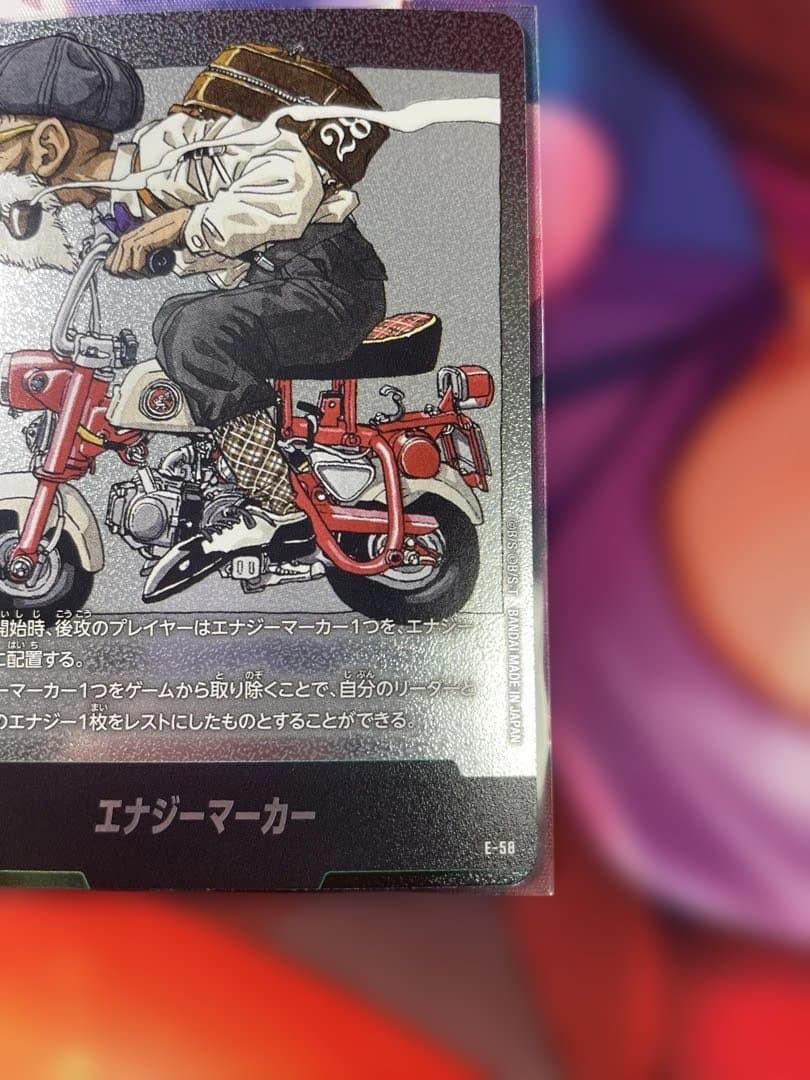 28
開始時、後攻のプレイヤーはエナジーマーカー1つを、エナジー
に配置する。
ーマーカー1つをゲームから取り除くことで、自分のリーダーと
のエナジー1枚をレストにしたものとすることができる。
©B/S・B/S・T BANDAI MADE IN JAPAN
エナジーマーカー
E-58